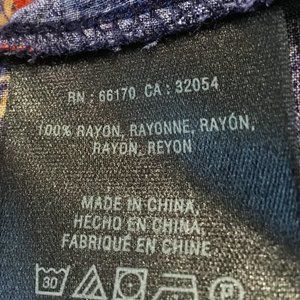 RN : 66170 CA : 32054
100% RAYON, RAYONNE, RAYÓN,
RAYON, REYON
MADE IN CHINA,
HECHO EN CHINA,
FABRIQUÉ EN CHINE
30